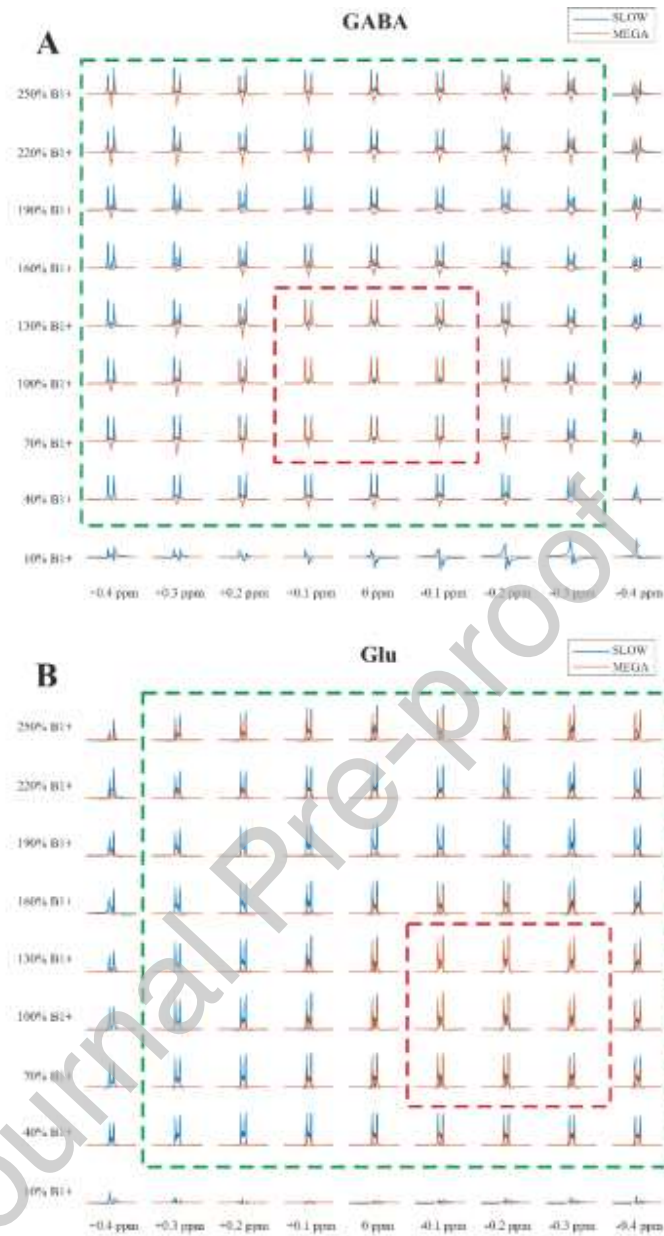 A
GABA
SLOW
MEGA
250% B1+
220% B1+
190% B1+
160% B1+
130% B1+
100% B1+
70% B1+
40% B1+
10% B1+
+0.4 ppm +0.3 ppm +0.2 ppm +0.1 ppm 0 ppm -0.1 ppm -0.2 ppm -0.3 ppm -0.4 ppm
B
Glu
SLOW
MEGA
250% B1+
220% B1+
190% B1+
160% B1+
130% B1+
100% B1+
70% B1+
40% B1+
10% B1+
+0.4 ppm +0.3 ppm +0.2 ppm +0.1 ppm 0 ppm -0.1 ppm -0.2 ppm -0.3 ppm -0.4 ppm
Journal Pre-proof